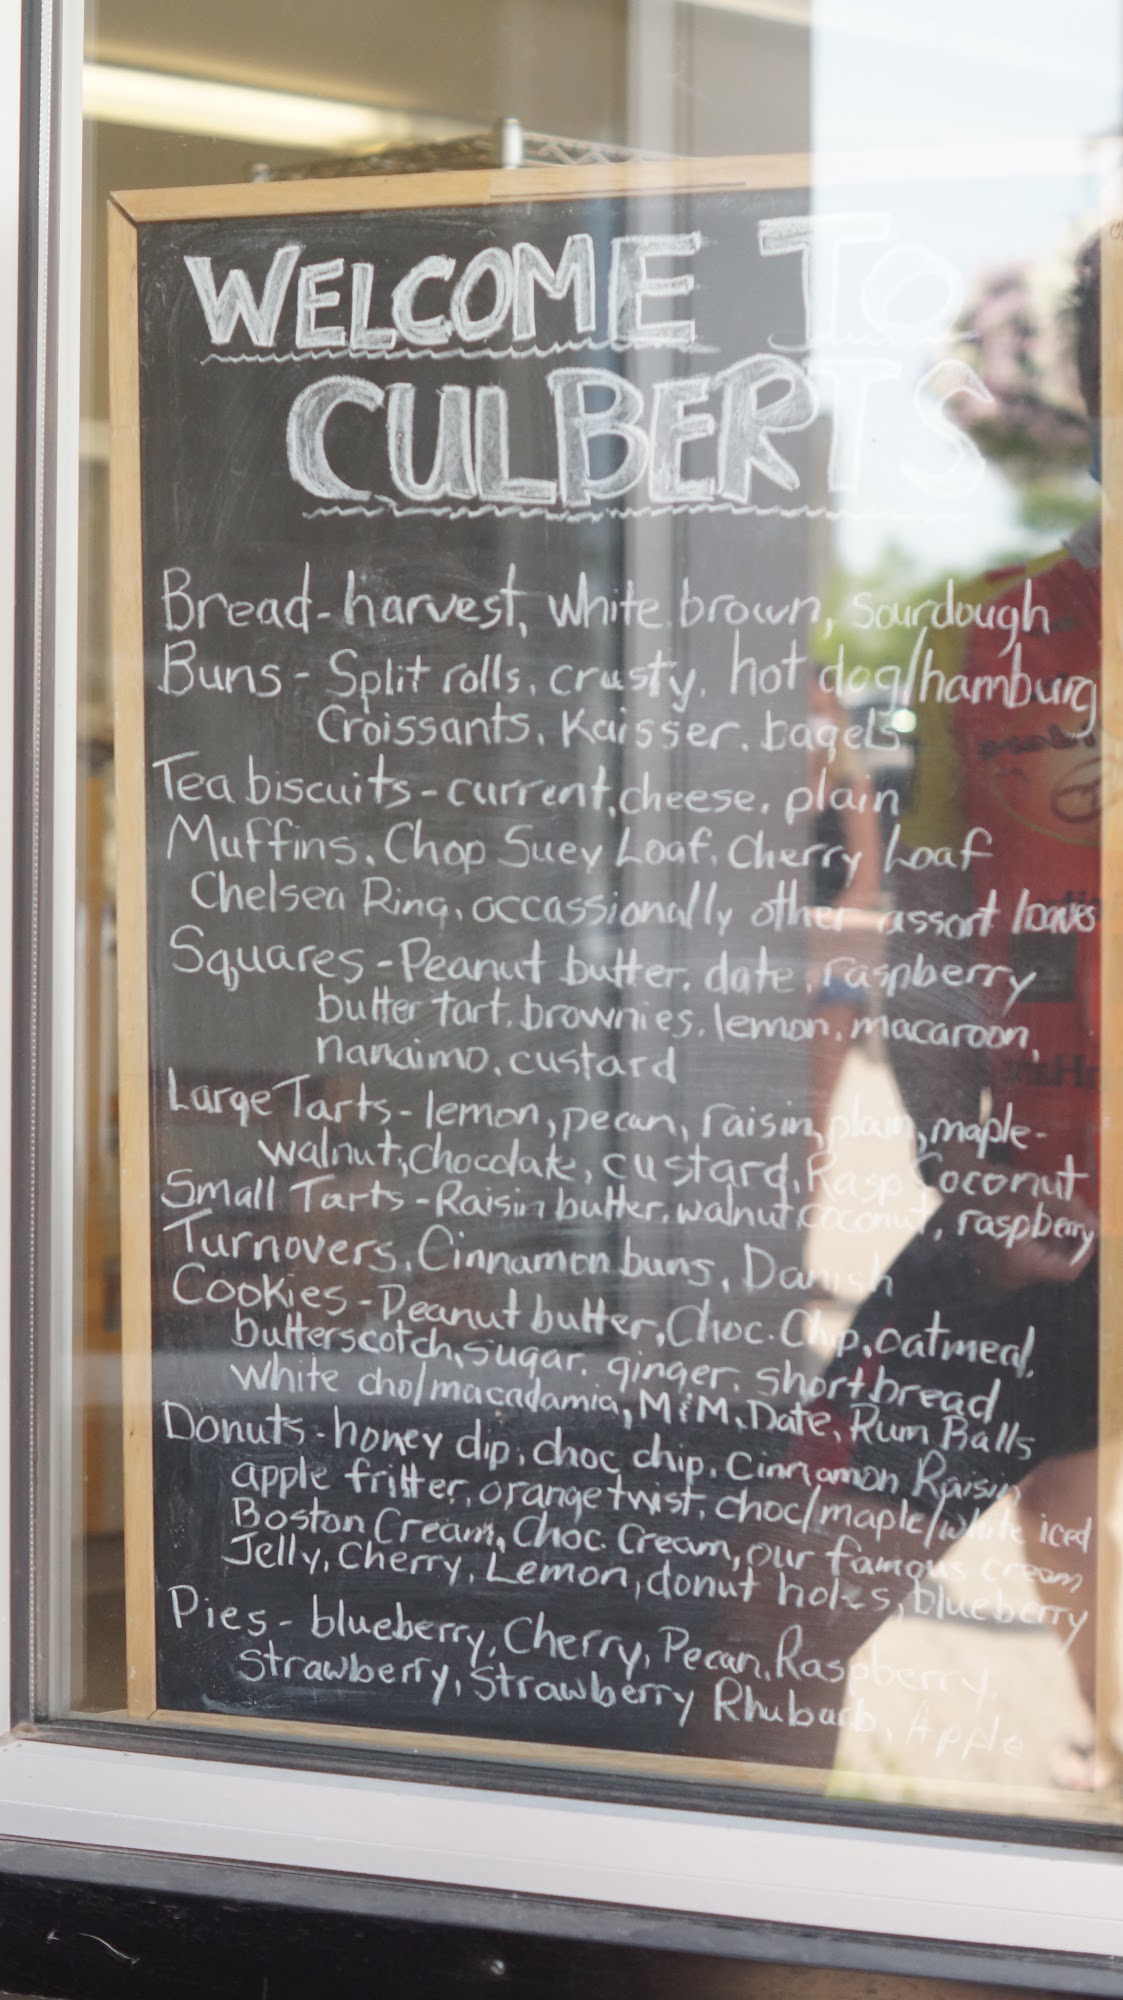 WELCOME TO
CULBERTS
Bread - harvest, white, brown, sourdough
Buns - Split rolls, crusty, hot dog/hamburg
Croissants, Kaisser, bagels
Tea biscuits - current, cheese, plain
Muffins, Chop Suey Loaf, Cherry Loaf
Chelsea Ring, occassionally other assort loaves
Squares - Peanut butter, date, raspberry
butter tart, brownies, lemon, macaroon,
nanaimo, custard
Large Tarts - lemon, pecan, raisin, plain, maple-
walnut, chocolate, custard, Rasp Coconut
Small Tarts - Raisin butter, walnut, coconut, raspberry
Turnovers, Cinnamon buns, Danish
Cookies - Peanut butter, Choc. Chip, oatmeal,
butterscotch, sugar, ginger, shortbread
white cho/macadamia, M&M, Date, Rum Balls
Donuts - honey dip, choc chip, Cinnamon Raisin
apple fritter, orange twist, choc/maple/white iced
Boston Cream, Choc. Cream, our famous cream
Jelly, Cherry, Lemon, donut holes, blueberry
Pies - blueberry, Cherry, Pecan, Raspberry,
Strawberry, Strawberry Rhubarb, Apple